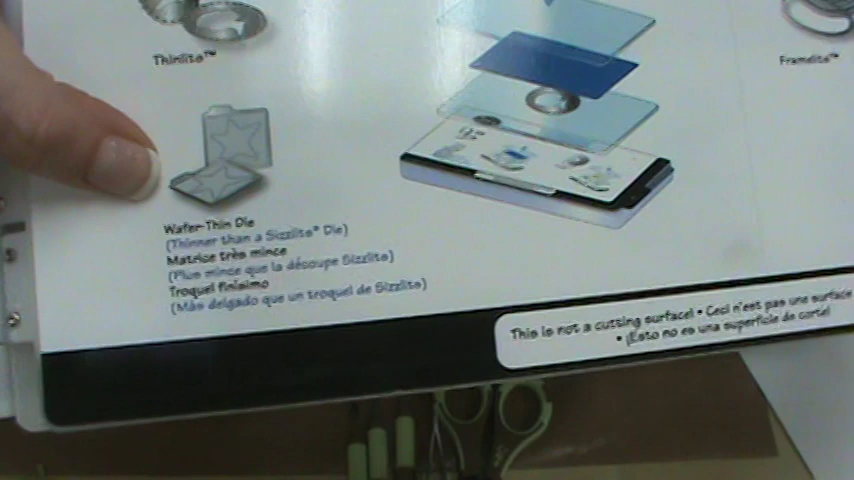 Thinlits™
Framelits™
Wafer-Thin Die
(Thinner than a Sizzlits® Die)
Matrice très mince
(Plus mince que la découpe Sizzlits)
Troquel finísimo
(Más delgado que un troquel de Sizzlits)
This is not a cutting surface! • Ceci n'est pas une surface
• ¡Esto no es una superficie de corte!